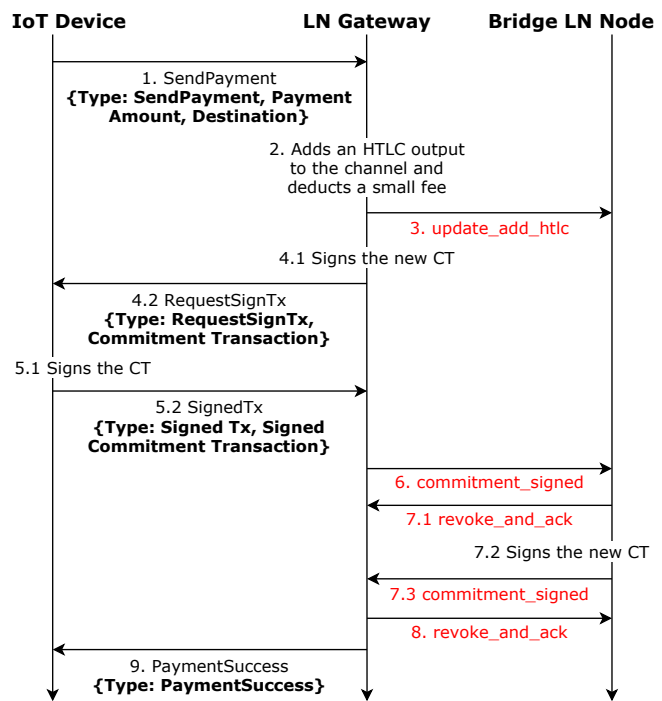 IoT Device
LN Gateway
Bridge LN Node
1. SendPayment
{Type: SendPayment, Payment
Amount, Destination}
2. Adds an HTLC output
to the channel and
deducts a small fee
3. update_add_htlc
4.1 Signs the new CT
4.2 RequestSignTx
{Type: RequestSignTx,
Commitment Transaction}
5.1 Signs the CT
5.2 SignedTx
{Type: Signed Tx, Signed
Commitment Transaction}
6. commitment_signed
7.1 revoke_and_ack
7.2 Signs the new CT
7.3 commitment_signed
8. revoke_and_ack
9. PaymentSuccess
{Type: PaymentSuccess}